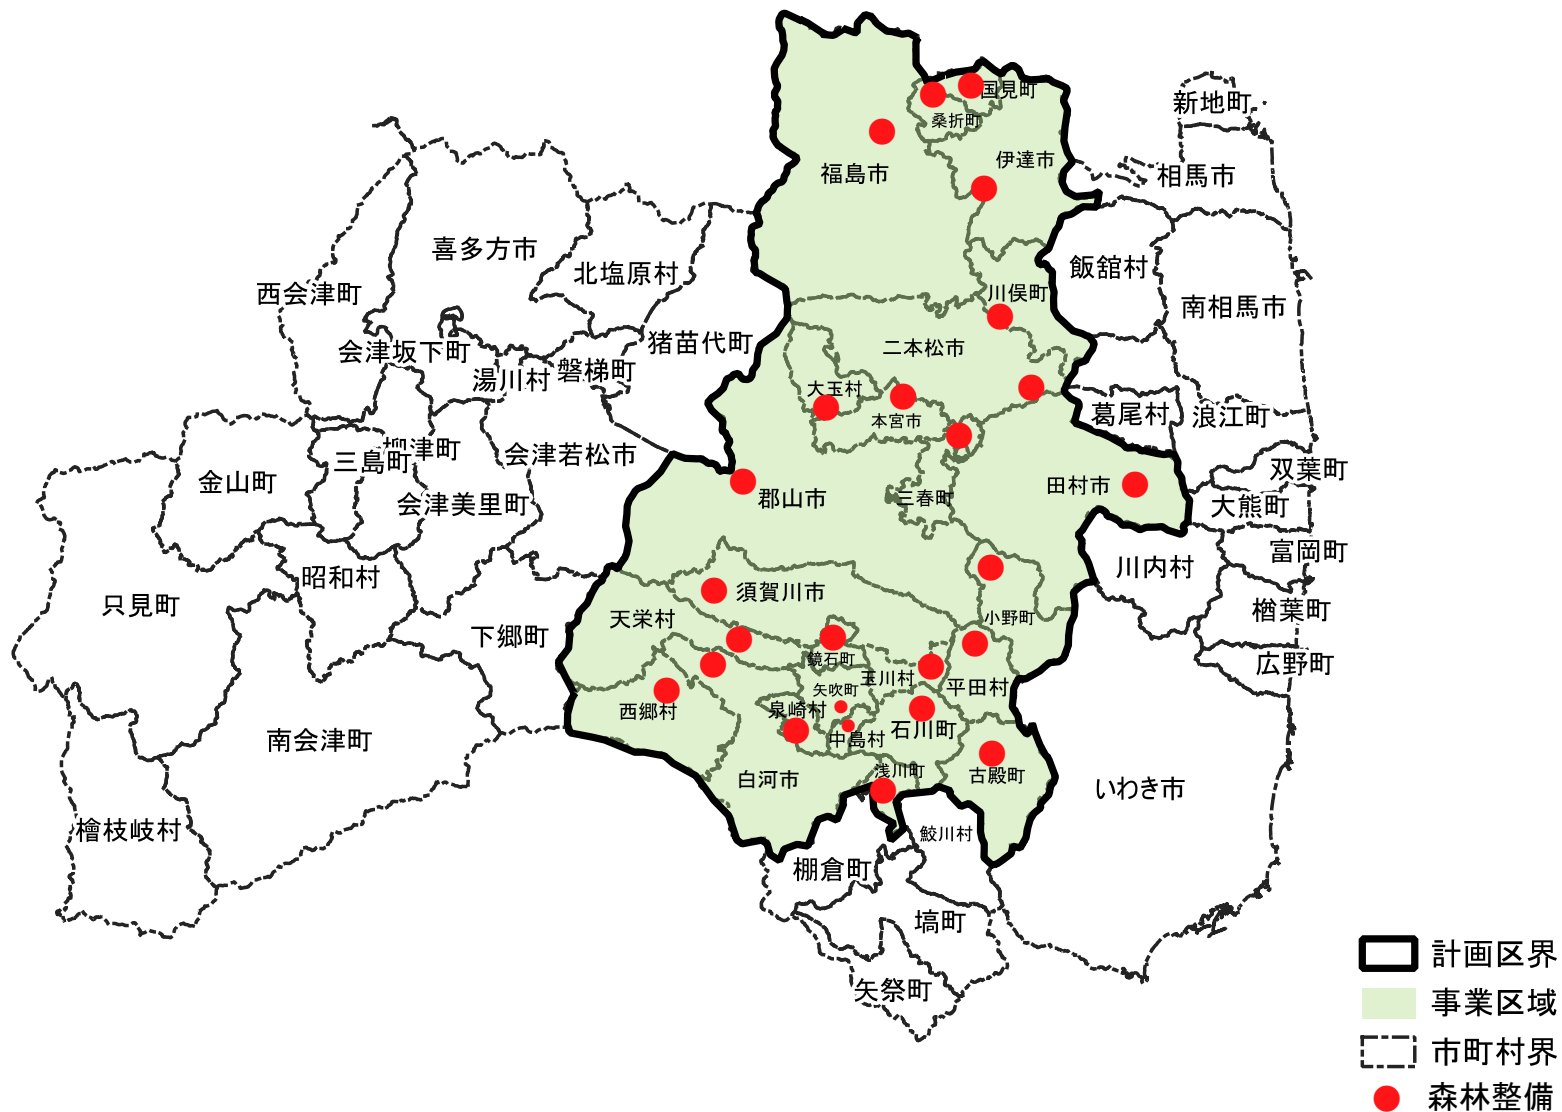 国見町
新地町
桑折町
伊達市
福島市
相馬市
喜多方市
飯舘村
北塩原村
西会津町
川俣町
南相馬市
猪苗代町
二本松市
会津坂下町
磐梯町
湯川村
大玉村
葛尾村
浪江町
本宮市
柳津町
三島町
会津若松市
双葉町
金山町
田村市
郡山市
三春町
会津美里町
大熊町
富岡町
川内村
昭和村
須賀川市
只見町
楢葉町
天栄村
小野町
下郷町
鏡石町
広野町
玉川村
平田村
矢吹町
西郷村
泉崎村
石川町
中島村
南会津町
浅川町
古殿町
白河市
いわき市
檜枝岐村
鮫川村
棚倉町
塙町
矢祭町
計画区界
事業区域
市町村界
森林整備